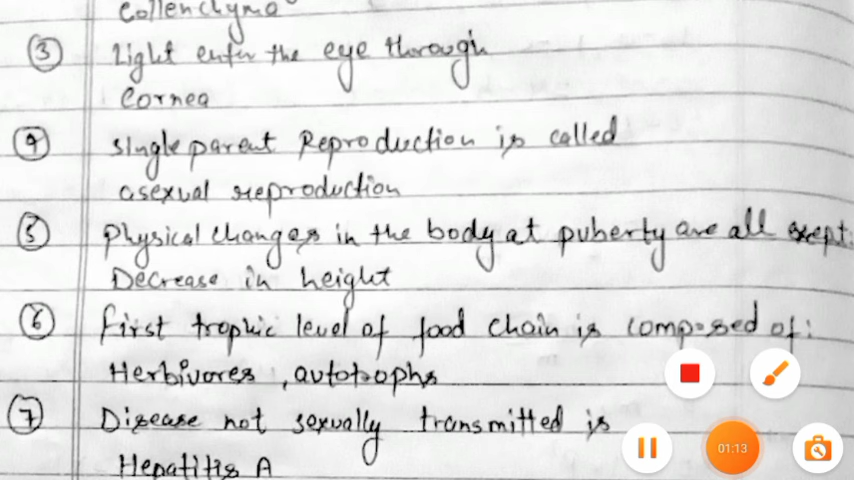 Collenchyma
③ Light enter the eye through
Cornea
④ Single parent Reproduction is called
asexual reproduction
⑤ Physical changes in the body at puberty are all except:
Decrease in height
⑥ First trophic level of food chain is composed of:
Herbivores, autotrophs
⑦ Disease not sexually transmitted is
Hepatitis A
01:13